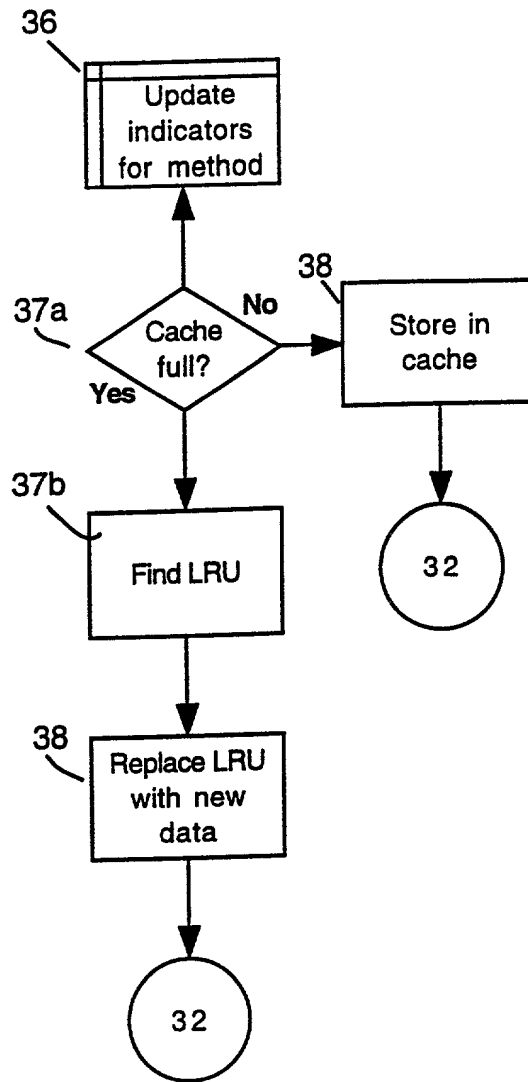 36
Update
indicators
for method
37a
Cache
full?
No
Yes
38
Store in
cache
32
37b
Find LRU
38
Replace LRU
with new
data
32